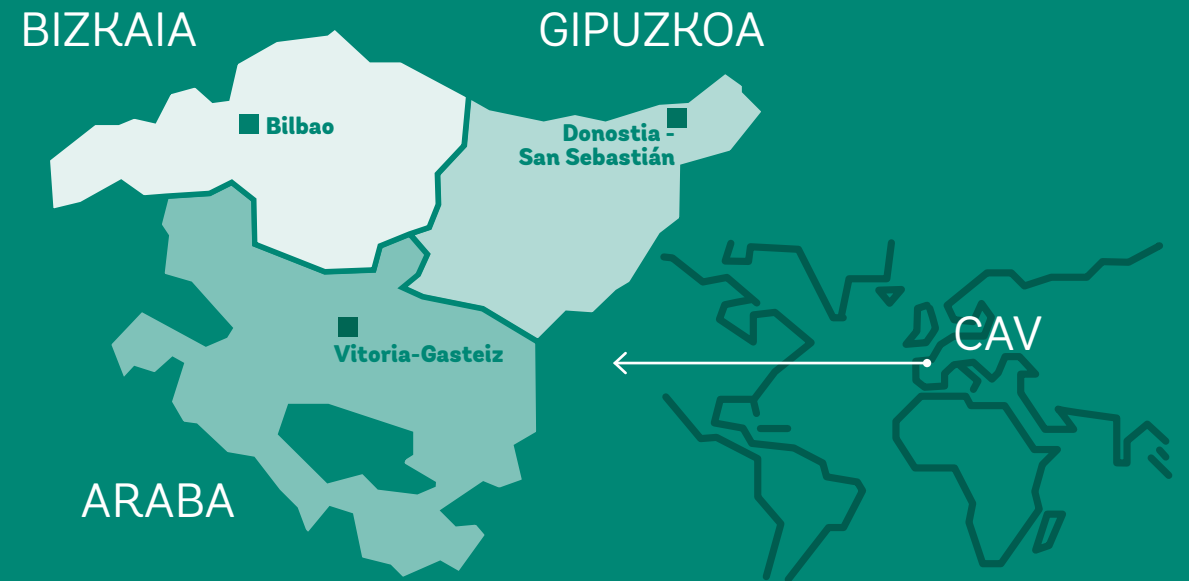 BIZKAIA
GIPUZKOA
Bilbao
Donostia -
San Sebastián
CAV
Vitoria-Gasteiz
ARABA